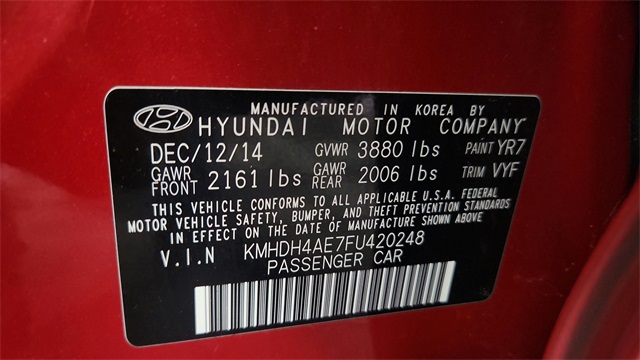 MANUFACTURED IN KOREA BY
HYUNDAI MOTOR COMPANY
DEC/12/14 GVWR 3880 lbs PAINT YR7
GAWR FRONT 2161 lbs GAWR REAR 2006 lbs TRIM VYF
THIS VEHICLE CONFORMS TO ALL APPLICABLE U.S.A. FEDERAL
MOTOR VEHICLE SAFETY, BUMPER, AND THEFT PREVENTION STANDARDS
IN EFFECT ON THE DATE OF MANUFACTURE SHOWN ABOVE.
V.I.N KMHDH4AE7FU420248
PASSENGER CAR